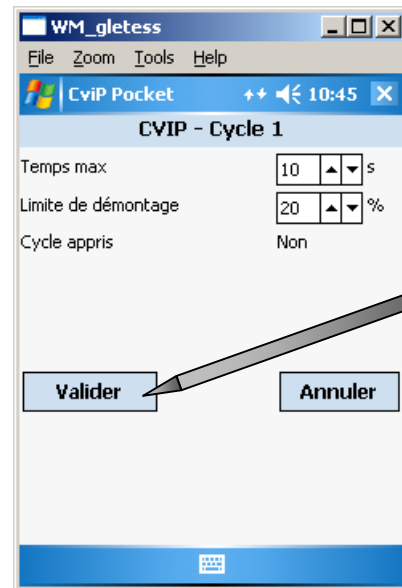 WM_gletess
File Zoom Tools Help
CviP Pocket 10:45
CVIP - Cycle 1
Temps max 10 s
Limite de démontage 20 %
Cycle appris Non
Valider Annuler